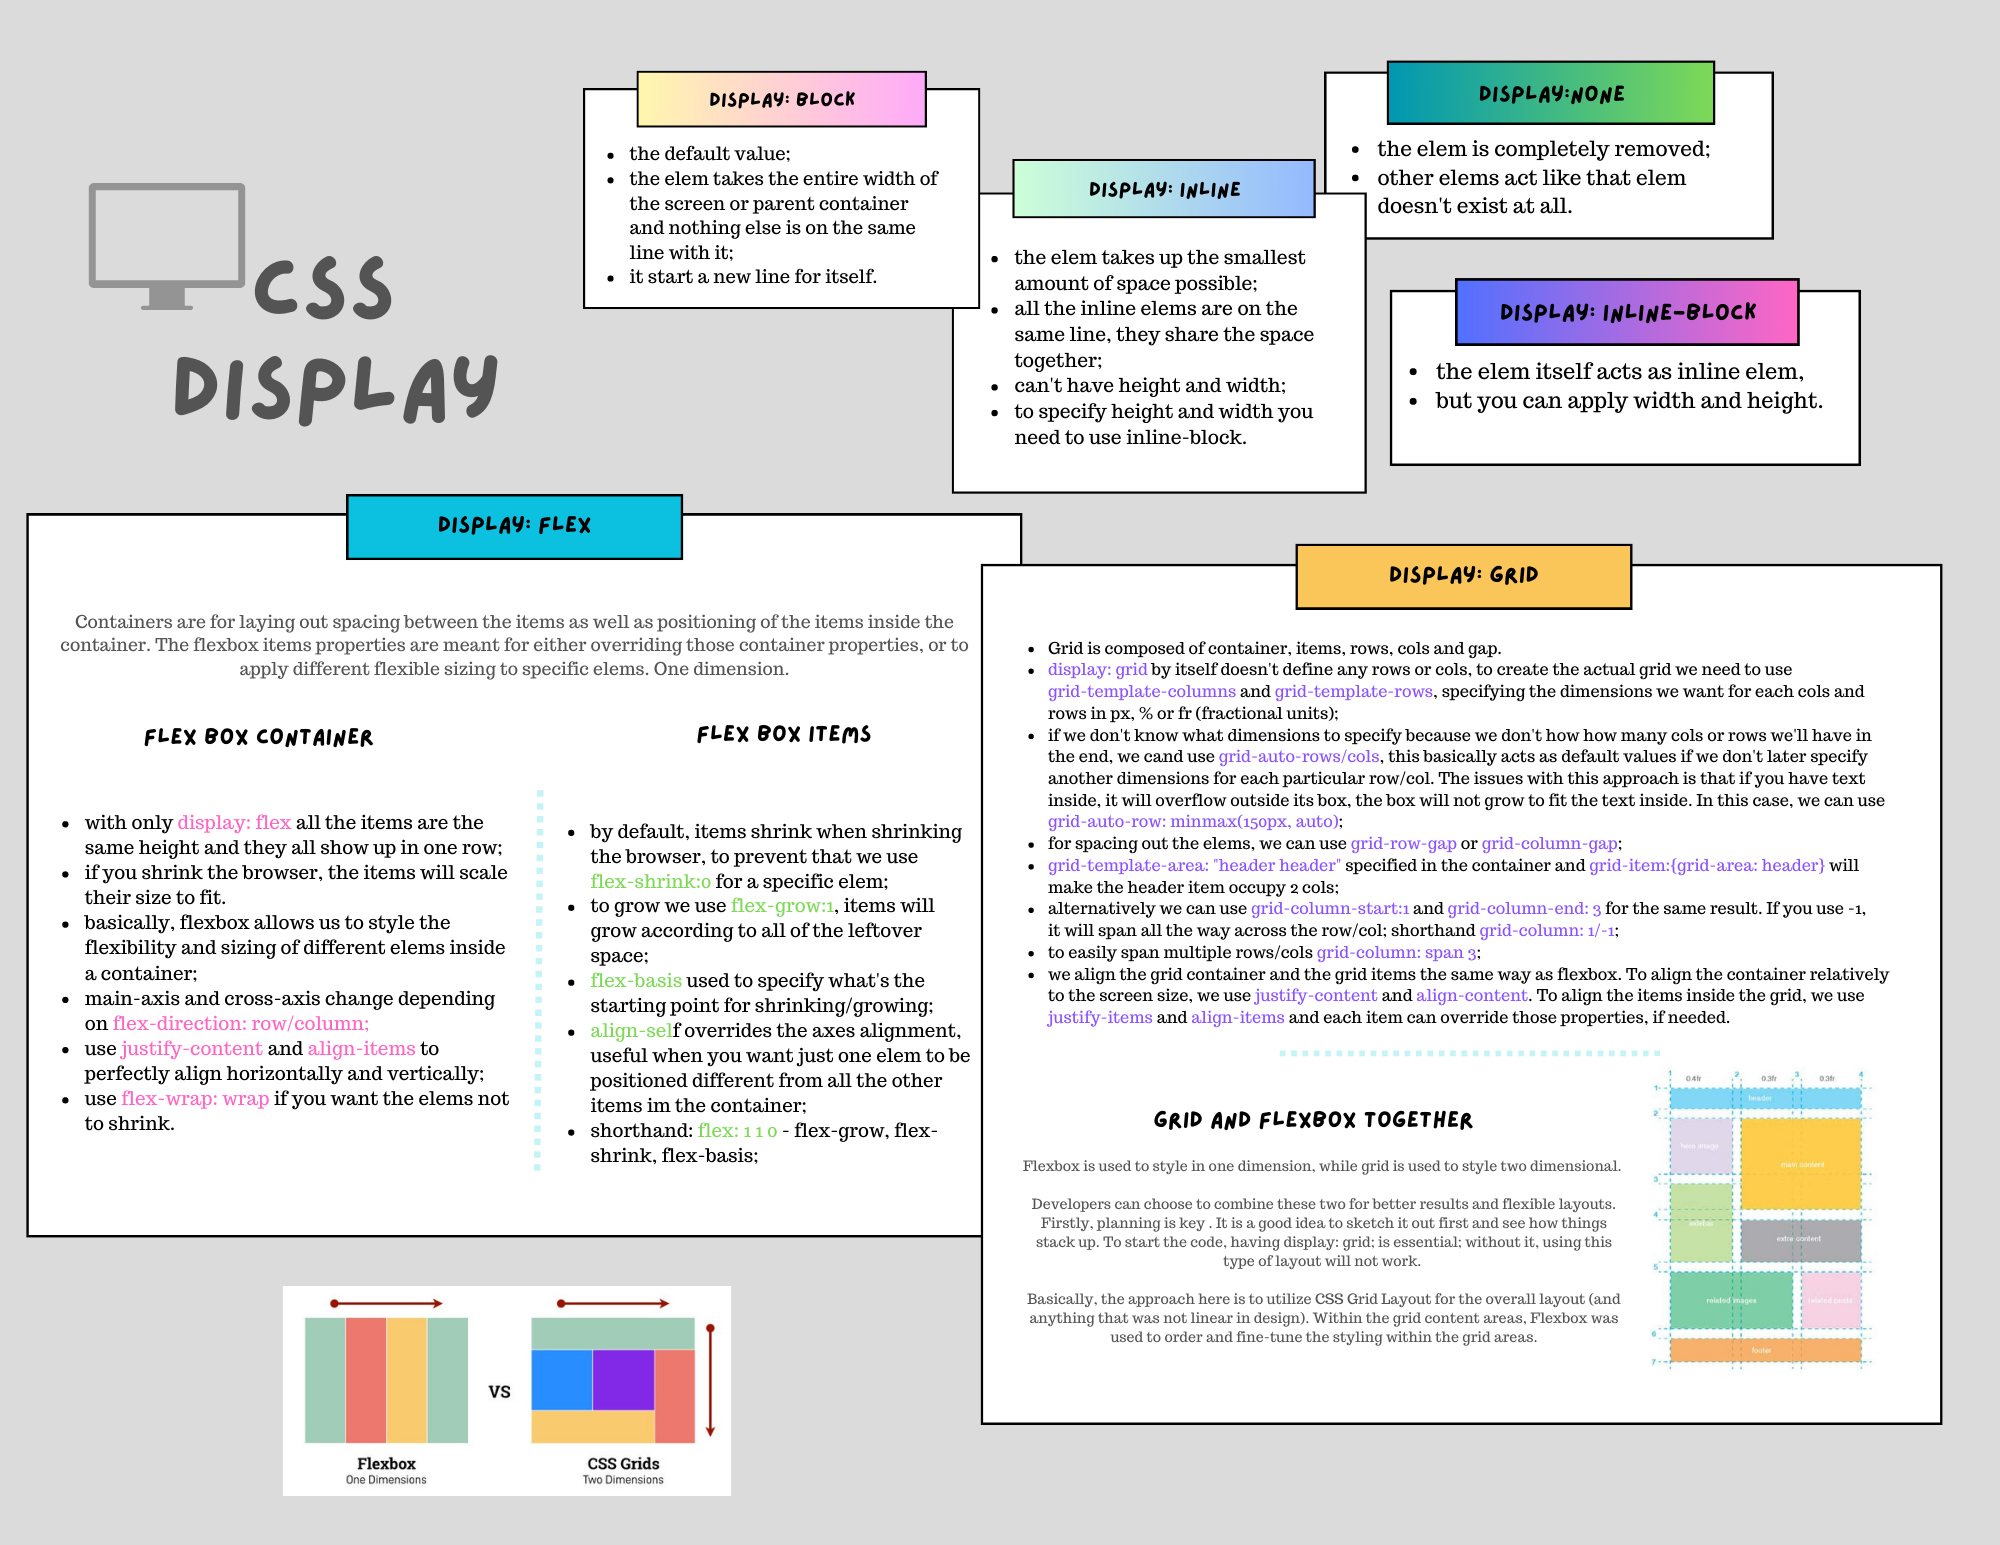 CSS
DISPLAY
DISPLAY: BLOCK
• the default value;
• the elem takes the entire width of
the screen or parent container
and nothing else is on the same
line with it;
• it start a new line for itself.
DISPLAY: INLINE
• the elem takes up the smallest
amount of space possible;
• all the inline elems are on the
same line, they share the space
together;
• can't have height and width;
• to specify height and width you
need to use inline-block.
DISPLAY:NONE
• the elem is completely removed;
• other elems act like that elem
doesn't exist at all.
DISPLAY: INLINE-BLOCK
• the elem itself acts as inline elem,
• but you can apply width and height.
DISPLAY: FLEX
Containers are for laying out spacing between the items as well as positioning of the items inside the
container. The flexbox items properties are meant for either overriding those container properties, or to
apply different flexible sizing to specific elems. One dimension.
FLEX BOX CONTAINER
• with only display: flex all the items are the
same height and they all show up in one row;
• if you shrink the browser, the items will scale
their size to fit.
• basically, flexbox allows us to style the
flexibility and sizing of different elems inside
a container;
• main-axis and cross-axis change depending
on flex-direction: row/column;
• use justify-content and align-items to
perfectly align horizontally and vertically;
• use flex-wrap: wrap if you want the elems not
to shrink.
FLEX BOX ITEMS
• by default, items shrink when shrinking
the browser, to prevent that we use
flex-shrink:0 for a specific elem;
• to grow we use flex-grow:1, items will
grow according to all of the leftover
space;
• flex-basis used to specify what's the
starting point for shrinking/growing;
• align-self overrides the axes alignment,
useful when you want just one elem to be
positioned different from all the other
items im the container;
• shorthand: flex: 1 1 0 - flex-grow, flex-
shrink, flex-basis;
DISPLAY: GRID
• Grid is composed of container, items, rows, cols and gap.
• display: grid by itself doesn't define any rows or cols, to create the actual grid we need to use
grid-template-columns and grid-template-rows, specifying the dimensions we want for each cols and
rows in px, % or fr (fractional units);
• if we don't know what dimensions to specify because we don't how how many cols or rows we'll have in
the end, we cand use grid-auto-rows/cols, this basically acts as default values if we don't later specify
another dimensions for each particular row/col. The issues with this approach is that if you have text
inside, it will overflow outside its box, the box will not grow to fit the text inside. In this case, we can use
grid-auto-row: minmax(150px, auto);
• for spacing out the elems, we can use grid-row-gap or grid-column-gap;
• grid-template-area: "header header" specified in the container and grid-item:{grid-area: header} will
make the header item occupy 2 cols;
• alternatively we can use grid-column-start:1 and grid-column-end: 3 for the same result. If you use -1,
it will span all the way across the row/col; shorthand grid-column: 1/-1;
• to easily span multiple rows/cols grid-column: span 3;
• we align the grid container and the grid items the same way as flexbox. To align the container relatively
to the screen size, we use justify-content and align-content. To align the items inside the grid, we use
justify-items and align-items and each item can override those properties, if needed.
GRID AND FLEXBOX TOGETHER
Flexbox is used to style in one dimension, while grid is used to style two dimensional.
Developers can choose to combine these two for better results and flexible layouts.
Firstly, planning is key . It is a good idea to sketch it out first and see how things
stack up. To start the code, having display: grid; is essential; without it, using this
type of layout will not work.
Basically, the approach here is to utilize CSS Grid Layout for the overall layout (and
anything that was not linear in design). Within the grid content areas, Flexbox was
used to order and fine-tune the styling within the grid areas.
1 2 3 4
0.4fr 0.3fr 0.3fr
1
header
2
hero image
main content
3
4
sidebar
extra content
5
related images
related posts
6
footer
7
VS
Flexbox
One Dimensions
CSS Grids
Two Dimensions